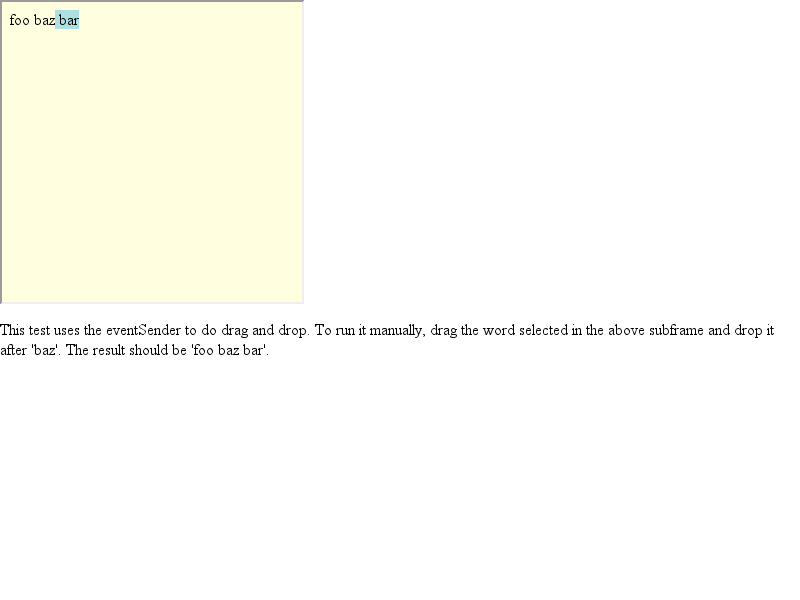 foo baz bar
This test uses the eventSender to do drag and drop. To run it manually, drag the word selected in the above subframe and drop it
after 'baz'. The result should be 'foo baz bar'.